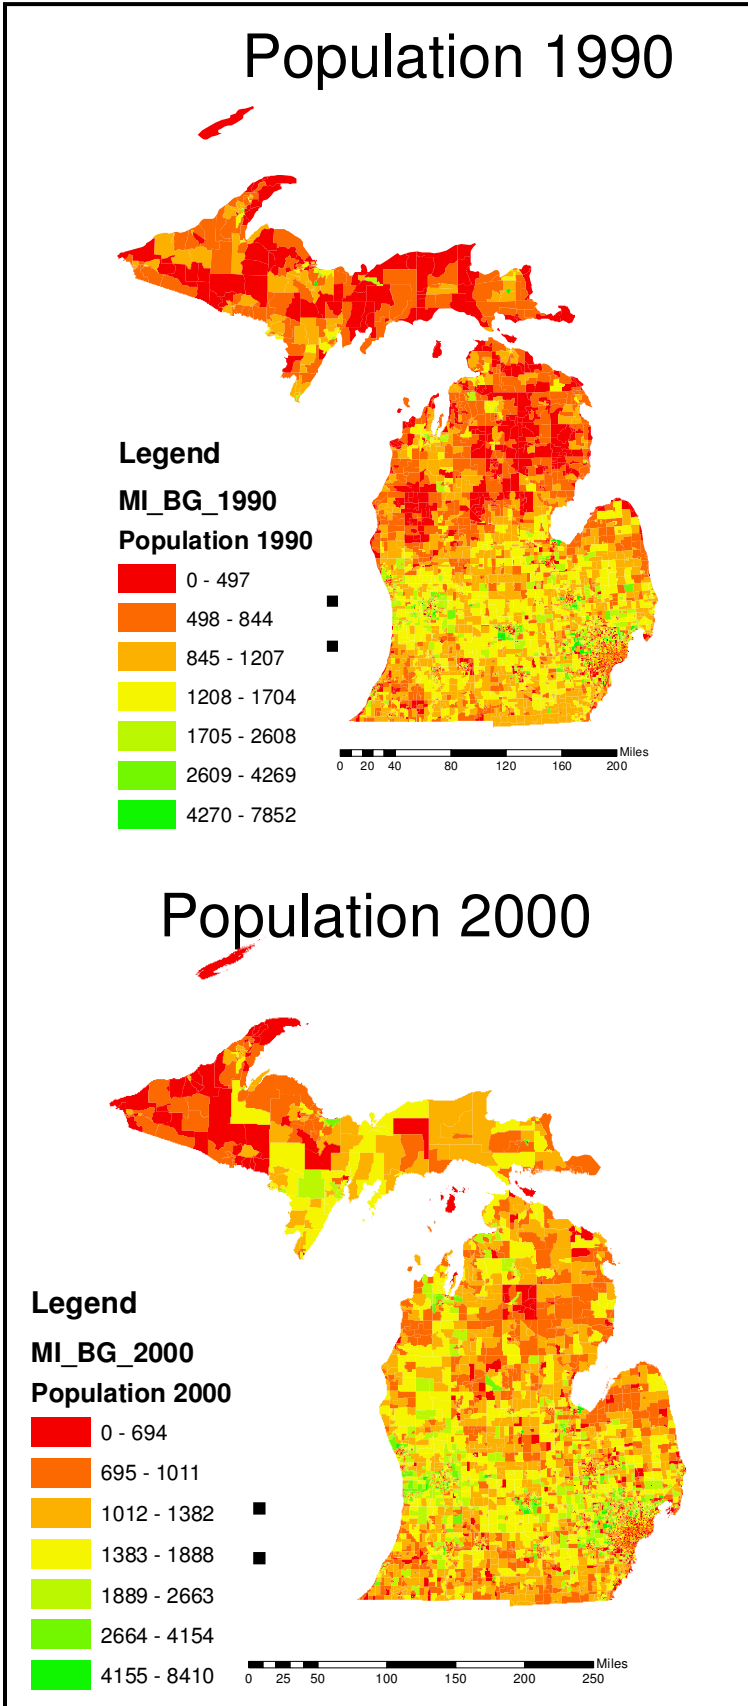 Population 1990
Legend
MI_BG_1990
Population 1990
0 - 497
498 - 844
845 - 1207
1208 - 1704
1705 - 2608
2609 - 4269
4270 - 7852
Miles
0 20 40 80 120 160 200
Population 2000
Legend
MI_BG_2000
Population 2000
0 - 694
695 - 1011
1012 - 1382
1383 - 1888
1889 - 2663
2664 - 4154
4155 - 8410
Miles
0 25 50 100 150 200 250